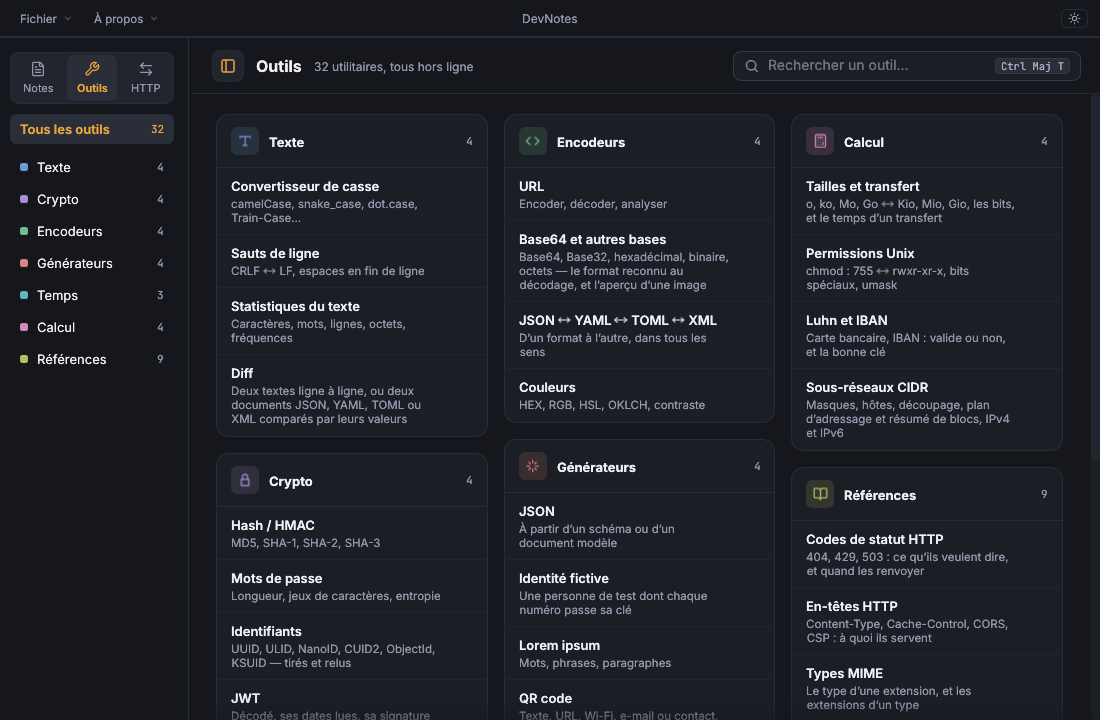 Fichier
À propos
DevNotes
Notes
Outils
HTTP
Outils
32 utilitaires, tous hors ligne
Rechercher un outil...
Ctrl Maj T
Tous les outils 32
Texte 4
Crypto 4
Encodeurs 4
Générateurs 4
Temps 3
Calcul 4
Références 9
Texte 4
Convertisseur de casse
camelCase, snake_case, dot.case,
Train-Case…
Sauts de ligne
CRLF ↔ LF, espaces en fin de ligne
Statistiques du texte
Caractères, mots, lignes, octets,
fréquences
Diff
Deux textes ligne à ligne, ou deux
documents JSON, YAML, TOML ou
XML comparés par leurs valeurs
Crypto 4
Hash / HMAC
MD5, SHA-1, SHA-2, SHA-3
Mots de passe
Longueur, jeux de caractères, entropie
Identifiants
UUID, ULID, NanoID, CUID2, ObjectId,
KSUID — tirés et relus
JWT
Décodé, ses dates lues, sa signature
Encodeurs 4
URL
Encoder, décoder, analyser
Base64 et autres bases
Base64, Base32, hexadécimal, binaire,
octets — le format reconnu au
décodage, et l’aperçu d’une image
JSON ↔ YAML ↔ TOML ↔ XML
D’un format à l’autre, dans tous les
sens
Couleurs
HEX, RGB, HSL, OKLCH, contraste
Générateurs 4
JSON
À partir d’un schéma ou d’un
document modèle
Identité fictive
Une personne de test dont chaque
numéro passe sa clé
Lorem ipsum
Mots, phrases, paragraphes
QR code
Texte, URL, Wi-Fi, e-mail ou contact,
Calcul 4
Tailles et transfert
o, ko, Mo, Go ↔ Kio, Mio, Gio, les bits,
et le temps d’un transfert
Permissions Unix
chmod : 755 ↔ rwxr-xr-x, bits
spéciaux, umask
Luhn et IBAN
Carte bancaire, IBAN : valide ou non,
et la bonne clé
Sous-réseaux CIDR
Masques, hôtes, découpage, plan
d’adressage et résumé de blocs, IPv4
et IPv6
Références 9
Codes de statut HTTP
404, 429, 503 : ce qu’ils veulent dire,
et quand les renvoyer
En-têtes HTTP
Content-Type, Cache-Control, CORS,
CSP : à quoi ils servent
Types MIME
Le type d’une extension, et les
extensions d’un type